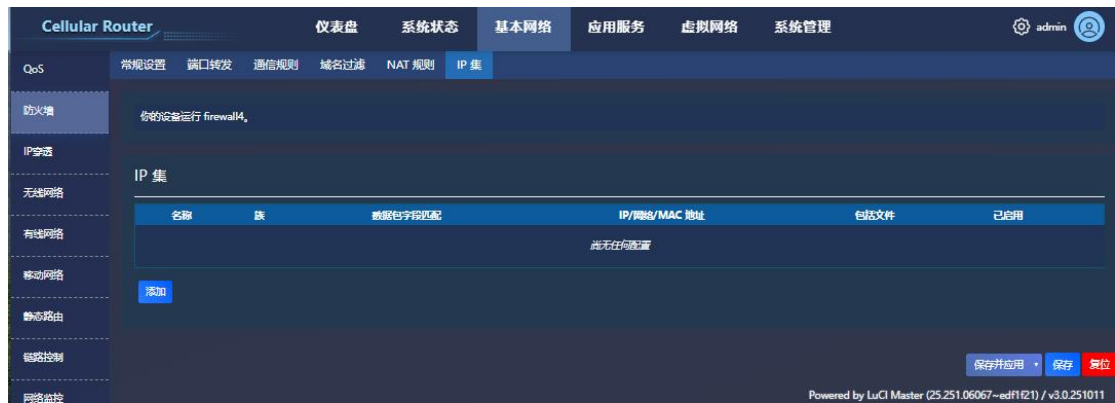 Cellular Router 仪表盘 系统状态 基本网络 应用服务 虚拟网络 系统管理 admin
QoS
防火墙
IP穿透
无线网络
有线网络
移动网络
静态路由
链路控制
网络监控
常规设置 端口转发 通信规则 域名过滤 NAT 规则 IP 集
你的设备运行 firewall4。
IP 集
名称 族 数据包字段匹配 IP/网络/MAC 地址 包括文件 已启用
尚无任何配置
添加
保存并应用 保存 复位
Powered by LuCI Master (25.251.06067~edf1f21) / v3.0.251011